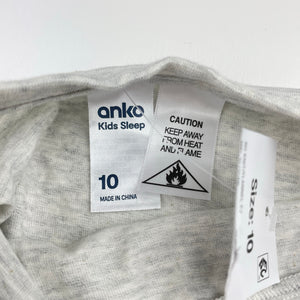 anko
Kids Sleep
10
MADE IN CHINA
CAUTION
KEEP AWAY
FROM HEAT
AND FLAME
Size: 10